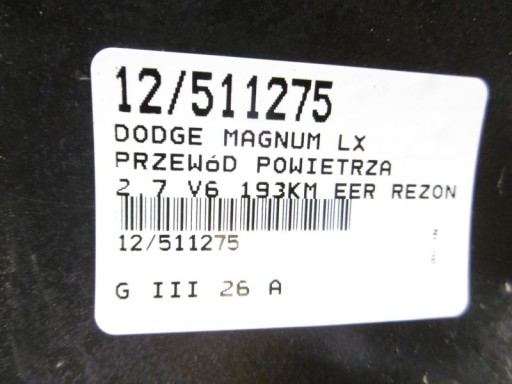 12/511275
DODGE MAGNUM LX
PRZEWóD POWIETRZA
2.7 V6 193KM EER REZON
12/511275
G III 26 A